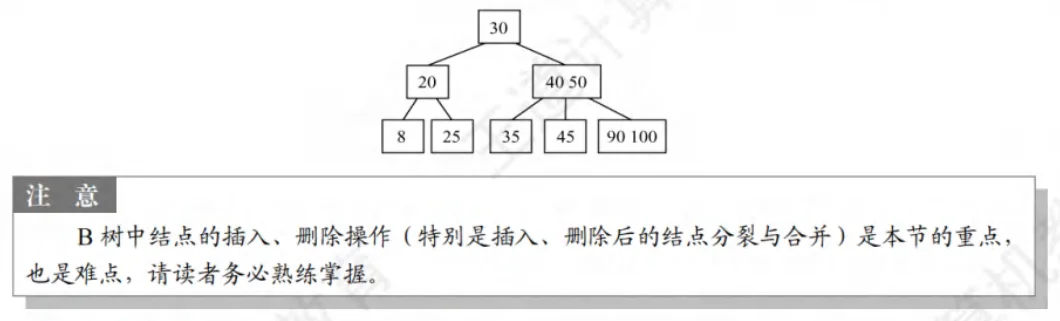 30
20 40 50
8 25 35 45 90 100
注 意
B 树中结点的插入、删除操作（特别是插入、删除后的结点分裂与合并）是本节的重点，
也是难点，请读者务必熟练掌握。